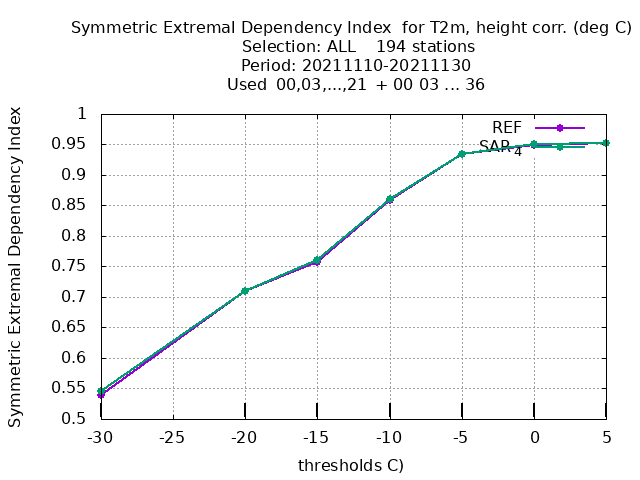 Symmetric Extremal Dependency Index for T2m, height corr. (deg C)
Selection: ALL 194 stations
Period: 20211110-20211130
Used 00,03,...,21 + 00 03 ... 36
Symmetric Extremal Dependency Index
1
0.95
0.9
0.85
0.8
0.75
0.7
0.65
0.6
0.55
0.5
REF
SAP 4
-30 -25 -20 -15 -10 -5 0 5
thresholds C)